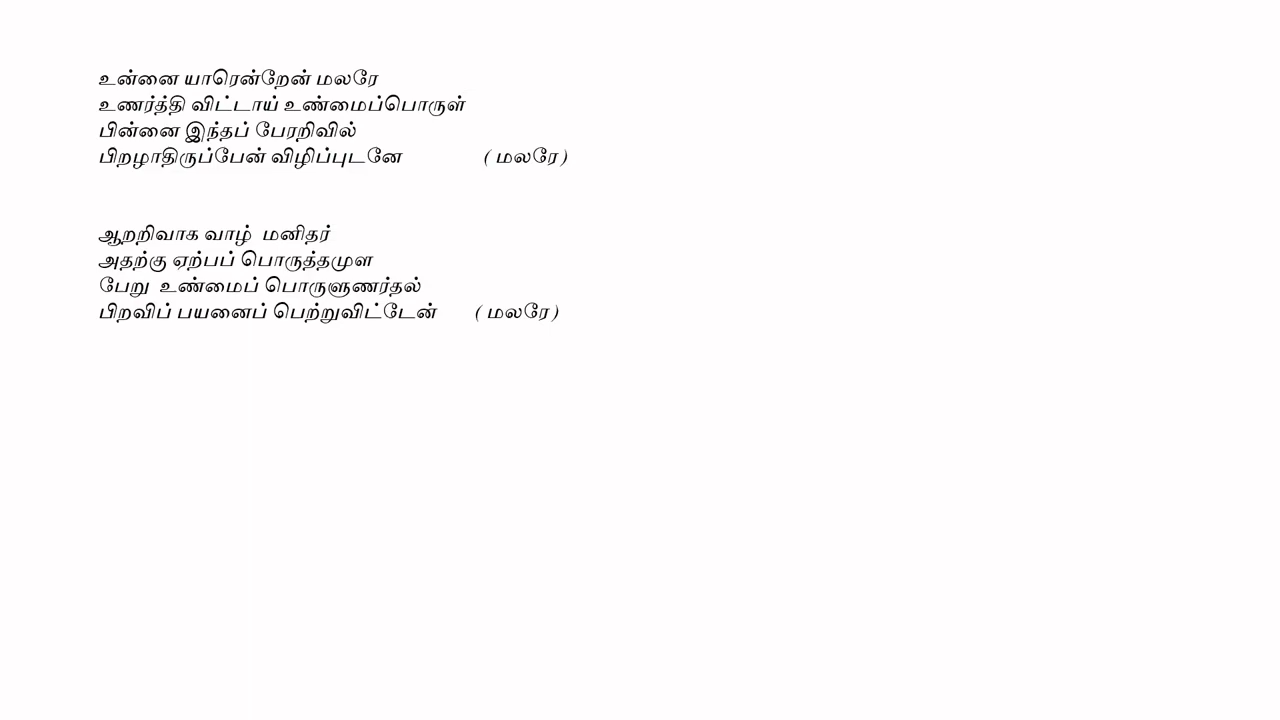 உன்னை யாரென்றேன் மலரே
உணர்த்தி விட்டாய் உண்மைப்பொருள்
பின்னை இந்தப் பேரறிவில்
பிறழாதிருப்பேன் விழிப்புடனே ( மலரே )
ஆறறிவாக வாழ் மனிதர்
அதற்கு ஏற்பப் பொருத்தமுள
பேறு உண்மைப் பொருளுணர்தல்
பிறவிப் பயனைப் பெற்றுவிட்டேன் ( மலரே )